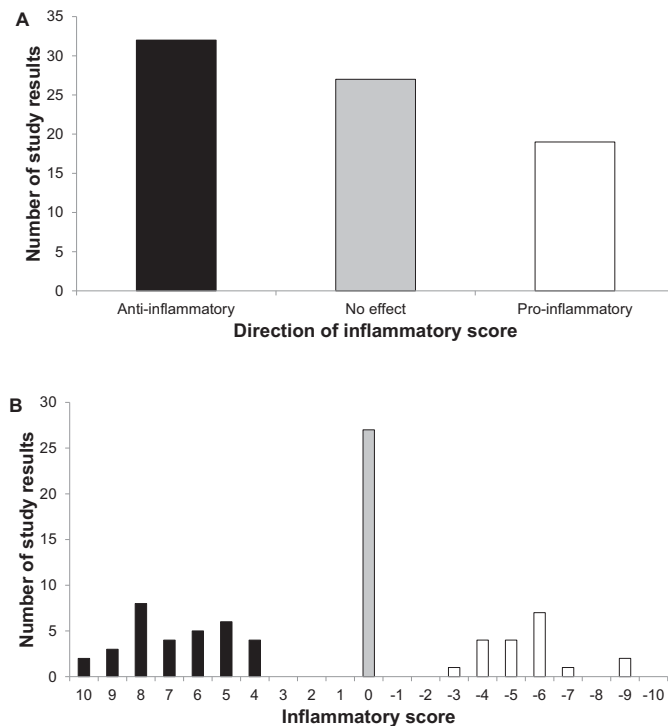 A
Number of study results
35
30
25
20
15
10
5
0
Anti-inflammatory No effect Pro-inflammatory
Direction of inflammatory score
B
Number of study results
30
25
20
15
10
5
0
10 9 8 7 6 5 4 3 2 1 0 -1 -2 -3 -4 -5 -6 -7 -8 -9 -10
Inflammatory score